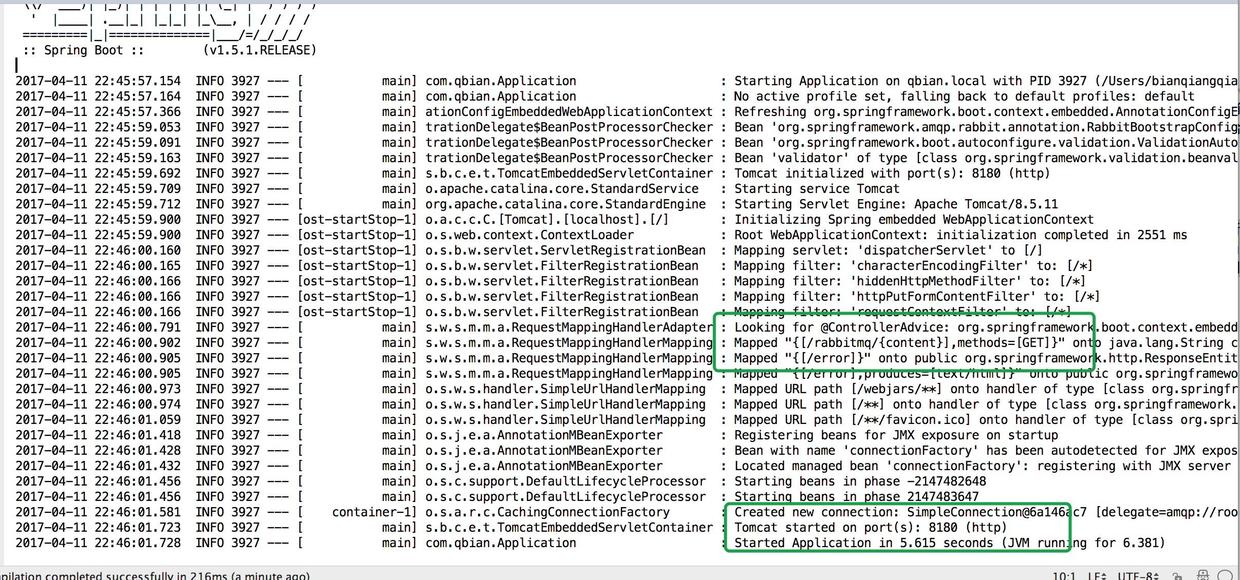 =========|_|==============|___/=/_/_/_/
:: Spring Boot ::        (v1.5.1.RELEASE)
2017-04-11 22:45:57.154  INFO 3927 --- [           main] com.qbian.Application                    : Starting Application on qbian.local with PID 3927 (/Users/bianqiangqia
2017-04-11 22:45:57.164  INFO 3927 --- [           main] com.qbian.Application                    : No active profile set, falling back to default profiles: default
2017-04-11 22:45:57.366  INFO 3927 --- [           main] ationConfigEmbeddedWebApplicationContext : Refreshing org.springframework.boot.context.embedded.AnnotationConfigE
2017-04-11 22:45:59.053  INFO 3927 --- [           main] trationDelegate$BeanPostProcessorChecker : Bean 'org.springframework.amqp.rabbit.annotation.RabbitBootstrapConfig
2017-04-11 22:45:59.091  INFO 3927 --- [           main] trationDelegate$BeanPostProcessorChecker : Bean 'org.springframework.boot.autoconfigure.validation.ValidationAuto
2017-04-11 22:45:59.163  INFO 3927 --- [           main] trationDelegate$BeanPostProcessorChecker : Bean 'validator' of type [class org.springframework.validation.beanval
2017-04-11 22:45:59.692  INFO 3927 --- [           main] s.b.c.e.t.TomcatEmbeddedServletContainer : Tomcat initialized with port(s): 8180 (http)
2017-04-11 22:45:59.709  INFO 3927 --- [           main] o.apache.catalina.core.StandardService   : Starting service Tomcat
2017-04-11 22:45:59.712  INFO 3927 --- [           main] org.apache.catalina.core.StandardEngine  : Starting Servlet Engine: Apache Tomcat/8.5.11
2017-04-11 22:45:59.900  INFO 3927 --- [ost-startStop-1] o.a.c.c.C.[Tomcat].[localhost].[/]       : Initializing Spring embedded WebApplicationContext
2017-04-11 22:45:59.900  INFO 3927 --- [ost-startStop-1] o.s.web.context.ContextLoader            : Root WebApplicationContext: initialization completed in 2551 ms
2017-04-11 22:46:00.160  INFO 3927 --- [ost-startStop-1] o.s.b.w.servlet.ServletRegistrationBean  : Mapping servlet: 'dispatcherServlet' to [/]
2017-04-11 22:46:00.165  INFO 3927 --- [ost-startStop-1] o.s.b.w.servlet.FilterRegistrationBean   : Mapping filter: 'characterEncodingFilter' to: [/*]
2017-04-11 22:46:00.166  INFO 3927 --- [ost-startStop-1] o.s.b.w.servlet.FilterRegistrationBean   : Mapping filter: 'hiddenHttpMethodFilter' to: [/*]
2017-04-11 22:46:00.166  INFO 3927 --- [ost-startStop-1] o.s.b.w.servlet.FilterRegistrationBean   : Mapping filter: 'httpPutFormContentFilter' to: [/*]
2017-04-11 22:46:00.166  INFO 3927 --- [ost-startStop-1] o.s.b.w.servlet.FilterRegistrationBean   : Mapping filter: 'requestContextFilter' to: [/*]
2017-04-11 22:46:00.791  INFO 3927 --- [           main] s.w.s.m.m.a.RequestMappingHandlerAdapter : Looking for @ControllerAdvice: org.springframework.boot.context.embedd
2017-04-11 22:46:00.902  INFO 3927 --- [           main] s.w.s.m.m.a.RequestMappingHandlerMapping : Mapped "{[/rabbitmq/{content}],methods=[GET]}" onto java.lang.String c
2017-04-11 22:46:00.905  INFO 3927 --- [           main] s.w.s.m.m.a.RequestMappingHandlerMapping : Mapped "{[/error]}" onto public org.springframework.http.ResponseEntit
2017-04-11 22:46:00.905  INFO 3927 --- [           main] s.w.s.m.m.a.RequestMappingHandlerMapping : Mapped "{[/error],produces=[text/html]}" onto public org.springframewo
2017-04-11 22:46:00.973  INFO 3927 --- [           main] o.s.w.s.handler.SimpleUrlHandlerMapping  : Mapped URL path [/webjars/**] onto handler of type [class org.springfr
2017-04-11 22:46:00.974  INFO 3927 --- [           main] o.s.w.s.handler.SimpleUrlHandlerMapping  : Mapped URL path [/**] onto handler of type [class org.springframework.
2017-04-11 22:46:01.059  INFO 3927 --- [           main] o.s.w.s.handler.SimpleUrlHandlerMapping  : Mapped URL path [/**/favicon.ico] onto handler of type [class org.spri
2017-04-11 22:46:01.418  INFO 3927 --- [           main] o.s.j.e.a.AnnotationMBeanExporter        : Registering beans for JMX exposure on startup
2017-04-11 22:46:01.428  INFO 3927 --- [           main] o.s.j.e.a.AnnotationMBeanExporter        : Bean with name 'connectionFactory' has been autodetected for JMX expos
2017-04-11 22:46:01.432  INFO 3927 --- [           main] o.s.j.e.a.AnnotationMBeanExporter        : Located managed bean 'connectionFactory': registering with JMX server
2017-04-11 22:46:01.456  INFO 3927 --- [           main] o.s.c.support.DefaultLifecycleProcessor  : Starting beans in phase -2147482648
2017-04-11 22:46:01.456  INFO 3927 --- [           main] o.s.c.support.DefaultLifecycleProcessor  : Starting beans in phase 2147483647
2017-04-11 22:46:01.581  INFO 3927 --- [    container-1] o.s.a.r.c.CachingConnectionFactory       : Created new connection: SimpleConnection@6a146ac7 [delegate=amqp://roo
2017-04-11 22:46:01.723  INFO 3927 --- [           main] s.b.c.e.t.TomcatEmbeddedServletContainer : Tomcat started on port(s): 8180 (http)
2017-04-11 22:46:01.728  INFO 3927 --- [           main] com.qbian.Application                    : Started Application in 5.615 seconds (JVM running for 6.381)
pilation completed successfully in 216ms (a minute ago) 10:1 LF UTF-8